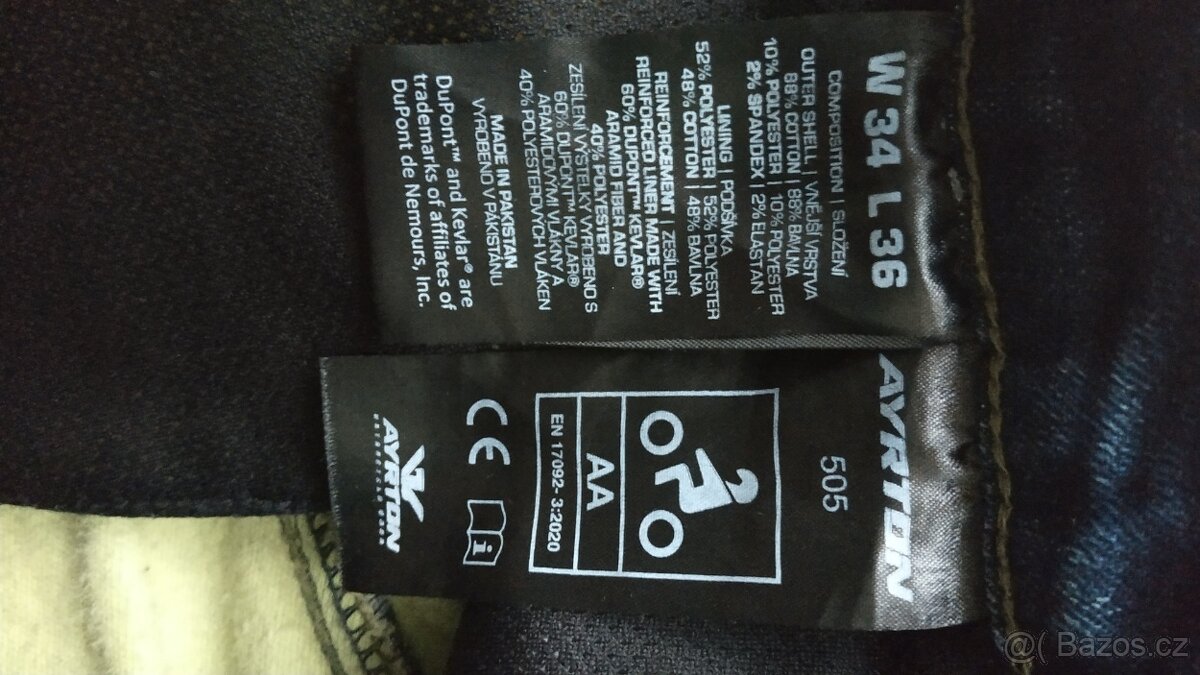 W 34 L 36
COMPOSITION | SLOŽENÍ
OUTER SHELL | VNĚJŠÍ VRSTVA
88% COTTON | 88% BAVLNA
10% POLYESTER | 10% POLYESTER
2% SPANDEX | 2% ELASTAN
LINING | PODŠÍVKA
52% POLYESTER | 52% POLYESTER
48% COTTON | 48% BAVLNA
REINFORCEMENT | ZESÍLENÍ
REINFORCED LINER MADE WITH
60% DUPONT™ KEVLAR®
ARAMID FIBER AND
40% POLYESTER
ZESÍLENÍ VÝSTELKY VYROBENO S
60% DUPONT™ KEVLAR®
ARAMIDOVÝMI VLÁKNY A
40% POLYESTEROVÝCH VLÁKEN
MADE IN PAKISTAN
VYROBENO V PÁKISTÁNU
DuPont™ and Kevlar® are
trademarks of affiliates of
DuPont de Nemours, Inc.
AYRTON
505
AA
EN 17092-3:2020
CE
i
AYRTON
MOTORCYCLE GEAR
@( Bazos.cz